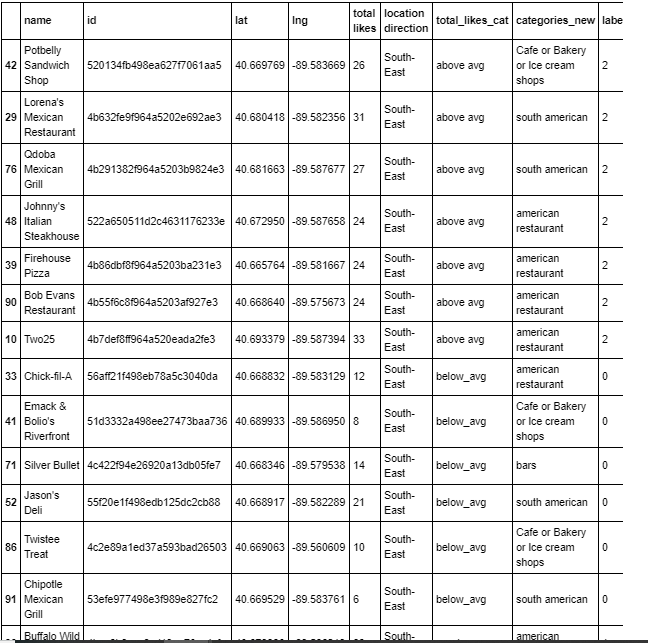 name id lat lng total likes location direction total_likes_cat categories_new labe
42 Potbelly Sandwich Shop 520134fb498ea627f7061aa5 40.669769 -89.583669 26 South-East above avg Cafe or Bakery or Ice cream shops 2
29 Lorena's Mexican Restaurant 4b632fe9f964a5202e692ae3 40.680418 -89.582356 31 South-East above avg south american 2
76 Qdoba Mexican Grill 4b291382f964a5203b9824e3 40.681663 -89.587677 27 South-East above avg south american 2
48 Johnny's Italian Steakhouse 522a650511d2c4631176233e 40.672950 -89.587658 24 South-East above avg american restaurant 2
39 Firehouse Pizza 4b86dbf8f964a5203ba231e3 40.665764 -89.581667 24 South-East above avg american restaurant 2
90 Bob Evans Restaurant 4b55f6c8f964a5203af927e3 40.668640 -89.575673 24 South-East above avg american restaurant 2
10 Two25 4b7def8ff964a520eada2fe3 40.693379 -89.587394 33 South-East above avg american restaurant 2
33 Chick-fil-A 56aff21f498eb78a5c3040da 40.668832 -89.583129 12 South-East below_avg american restaurant 0
41 Emack & Bolio's Riverfront 51d3332a498ee27473baa736 40.689933 -89.586950 8 South-East below_avg Cafe or Bakery or Ice cream shops 0
71 Silver Bullet 4c422f94e26920a13db05fe7 40.668346 -89.579538 14 South-East below_avg bars 0
52 Jason's Deli 55f20e1f498edb125dc2cb88 40.668917 -89.582289 21 South-East below_avg south american 0
86 Twistee Treat 4c2e89a1ed37a593bad26503 40.669063 -89.560609 10 South-East below_avg Cafe or Bakery or Ice cream shops 0
91 Chipotle Mexican Grill 53efe977498e3f989e827fc2 40.669529 -89.583761 6 South-East below_avg south american 0
Buffalo Wild South- american